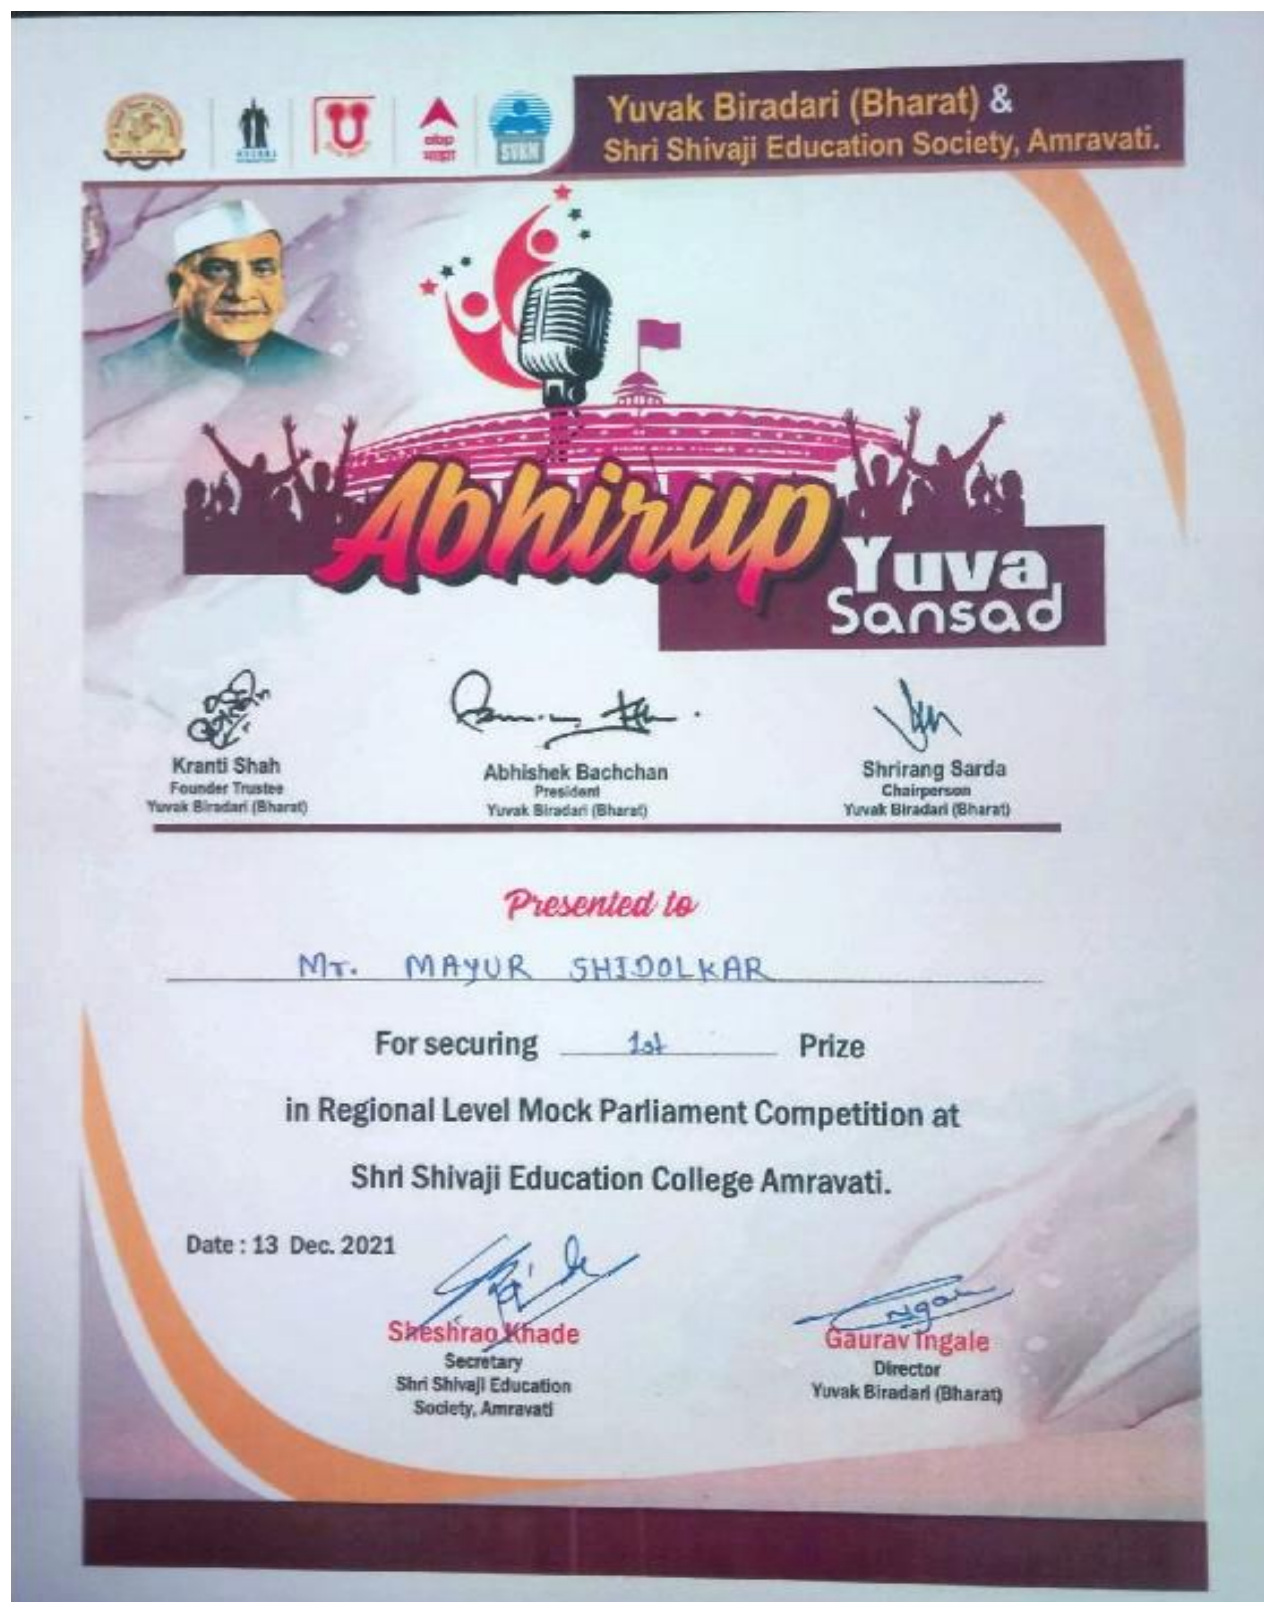 Yuvak Biradari (Bharat) &
Shri Shivaji Education Society, Amravati.
abp
माझा
SVKM
Abhirup
Yuva
Sansad
Kranti Shah
Founder Trustee
Yuvak Biradari (Bharat)
Abhishek Bachchan
President
Yuvak Biradari (Bharat)
Shrirang Sarda
Chairperson
Yuvak Biradari (Bharat)
Presented to
Mr. MAYUR SHIDOLKAR
For securing 1st Prize
in Regional Level Mock Parliament Competition at
Shri Shivaji Education College Amravati.
Date : 13 Dec. 2021
Sheshrao Khade
Secretary
Shri Shivaji Education
Society, Amravati
Gaurav Ingale
Director
Yuvak Biradari (Bharat)